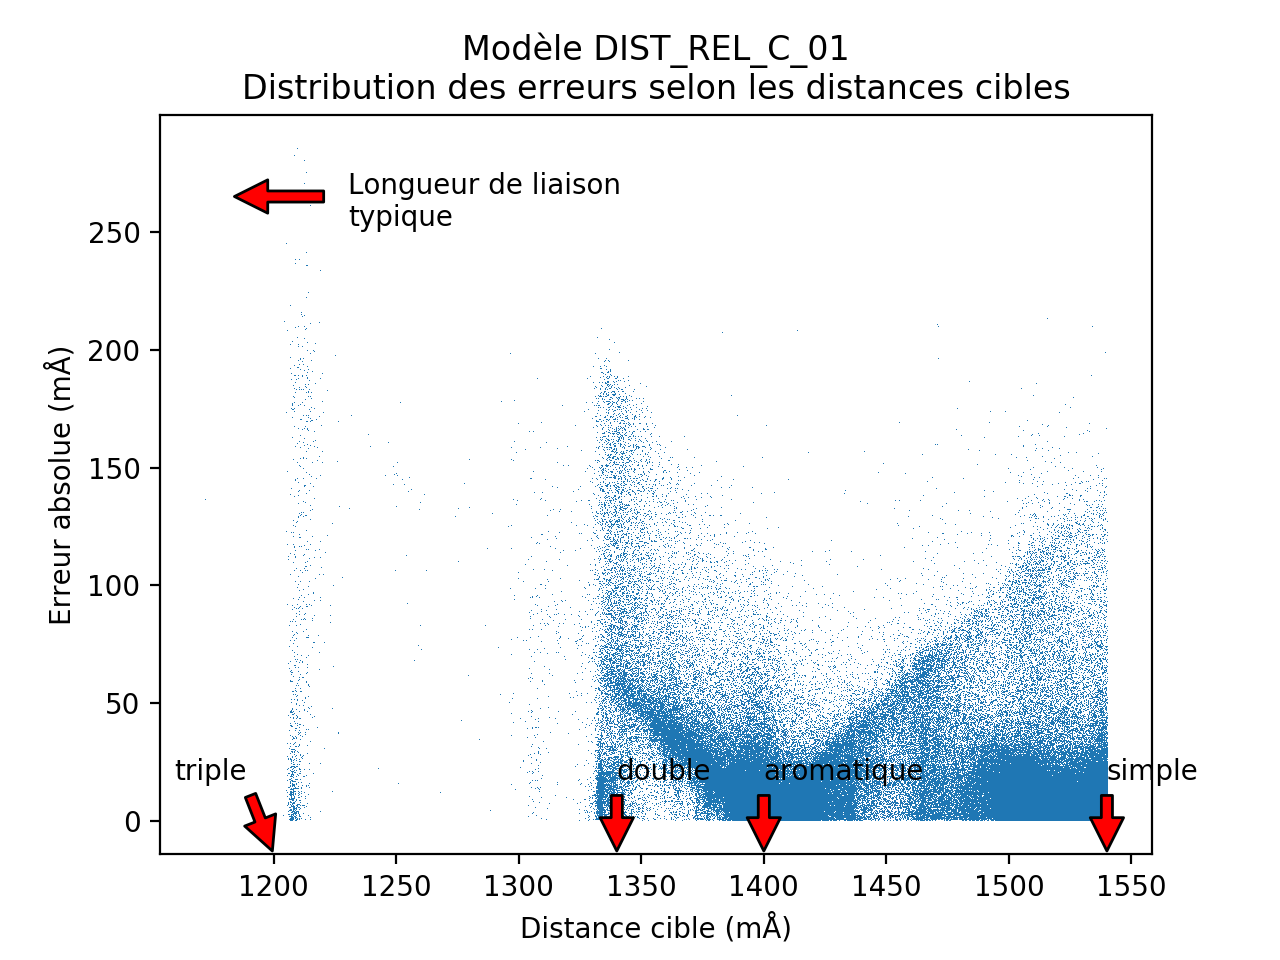 Modèle DIST_REL_C_01
Distribution des erreurs selon les distances cibles
Longueur de liaison
typique
Erreur absolue (mÅ)
250
200
150
100
50
0
triple
double
aromatique
simple
1200
1250
1300
1350
1400
1450
1500
1550
Distance cible (mÅ)